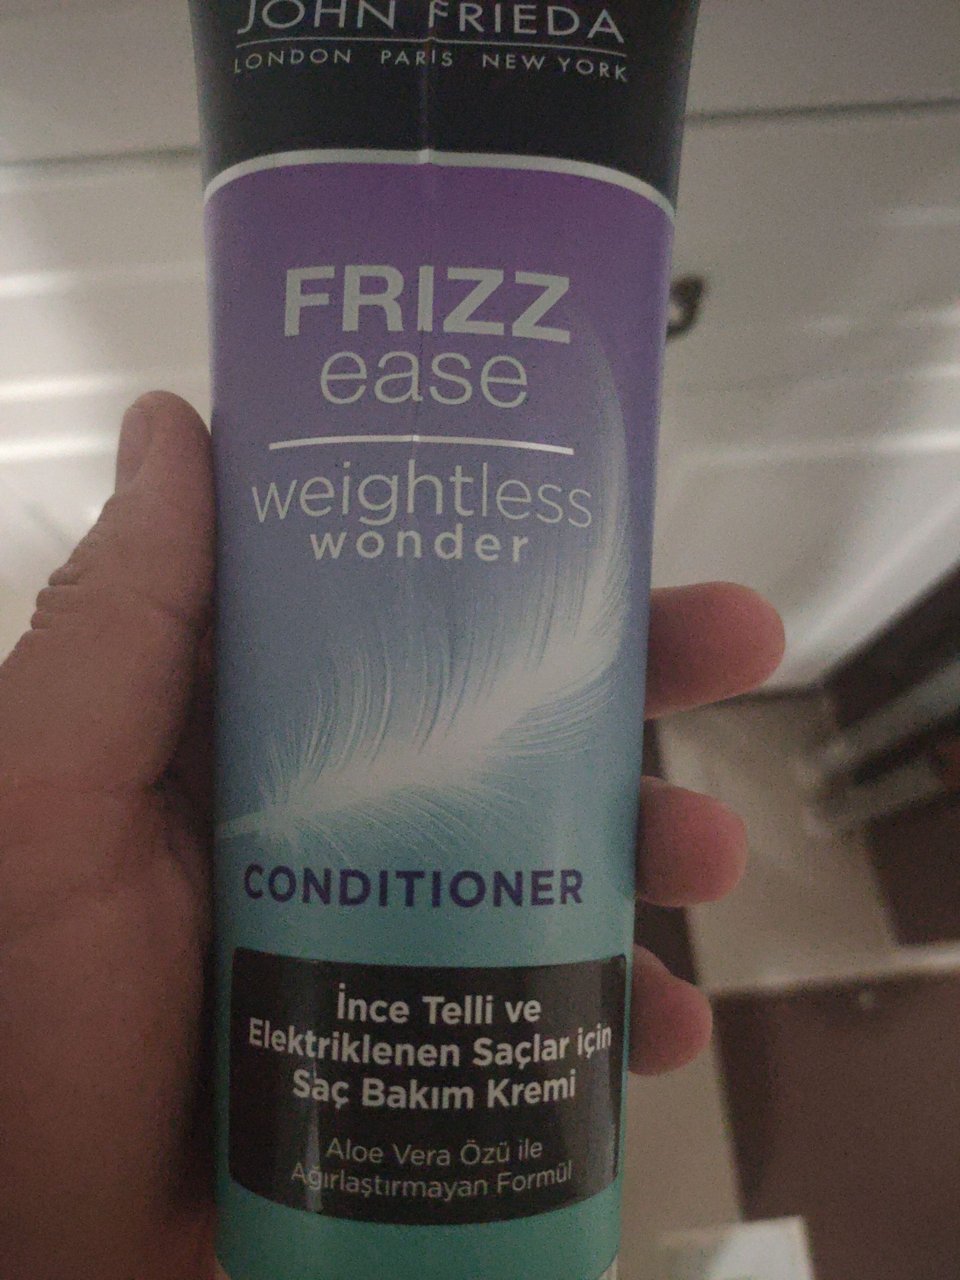 JOHN FRIEDA
LONDON PARIS NEW YORK
FRIZZ
ease
weightless
wonder
CONDITIONER
İnce Telli ve
Elektriklenen Saçlar için
Saç Bakım Kremi
Aloe Vera Özü ile
Ağırlaştırmayan Formül